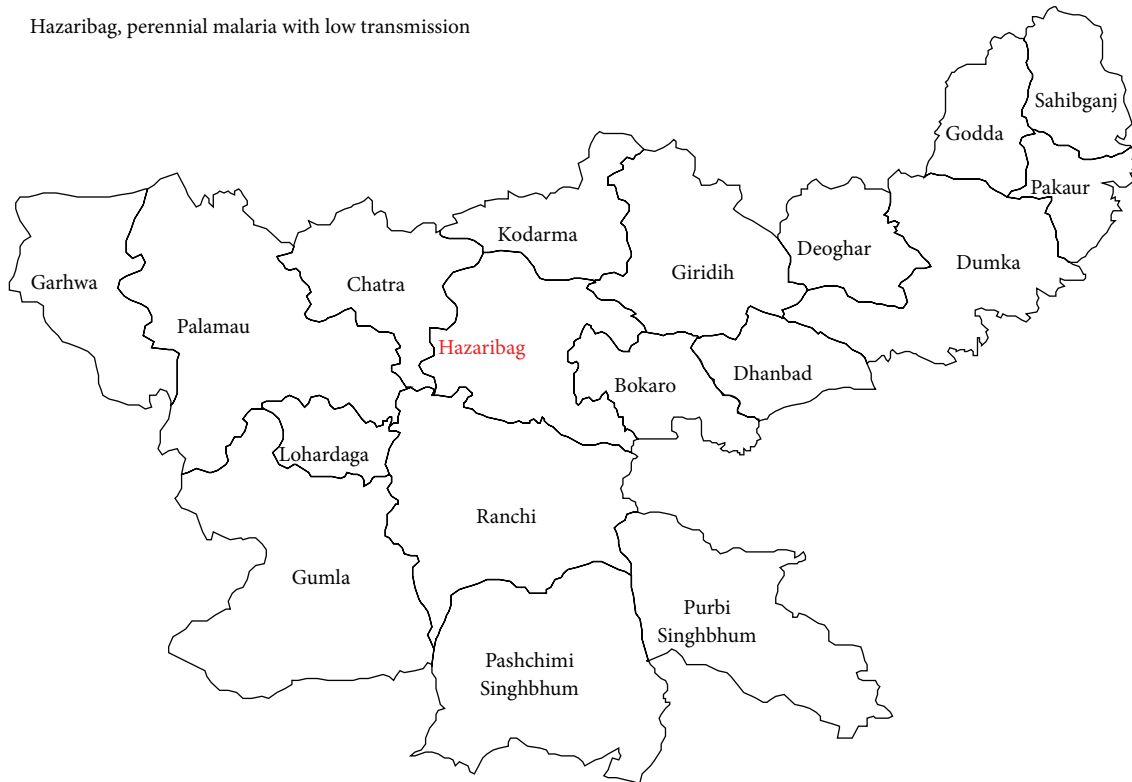 Hazaribag, perennial malaria with low transmission
Sahibganj
Godda
Pakaur
Kodarma
Deoghar
Dumka
Giridih
Garhwa
Chatra
Palamau
Hazaribag
Dhanbad
Bokaro
Lohardaga
Ranchi
Gumla
Purbi
Singhbhum
Pashchimi
Singhbhum